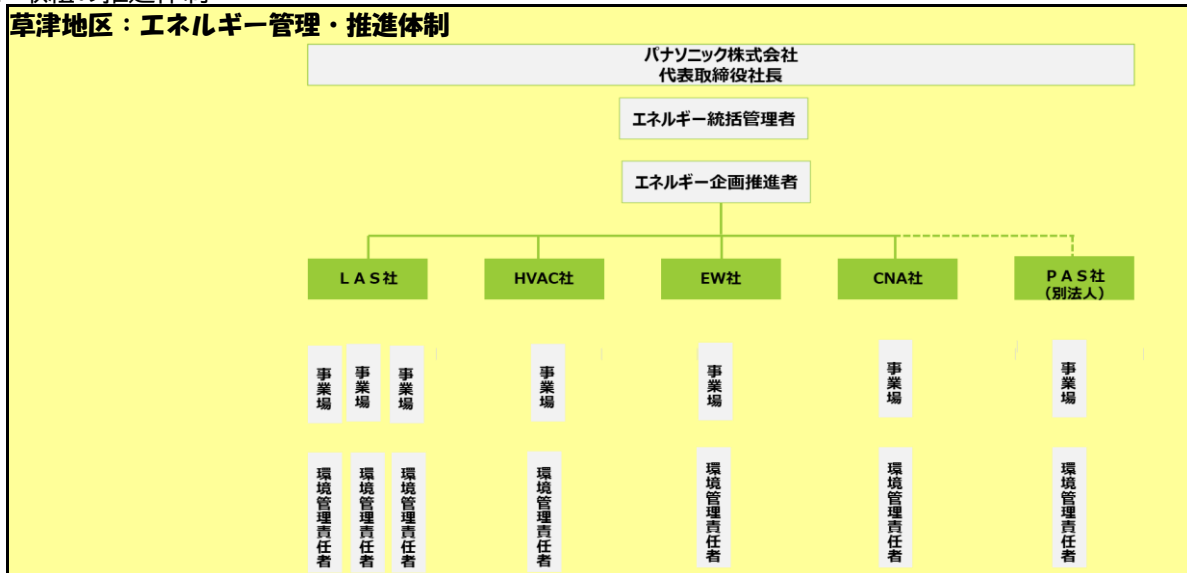 草津地区：エネルギー管理・推進体制
パナソニック株式会社
代表取締役社長
エネルギー統括管理者
エネルギー企画推進者
ＬＡＳ社
HVAC社
EW社
CNA社
ＰＡＳ社
（別法人）
事業場
事業場
事業場
事業場
事業場
事業場
事業場
環境管理責任者
環境管理責任者
環境管理責任者
環境管理責任者
環境管理責任者
環境管理責任者
環境管理責任者